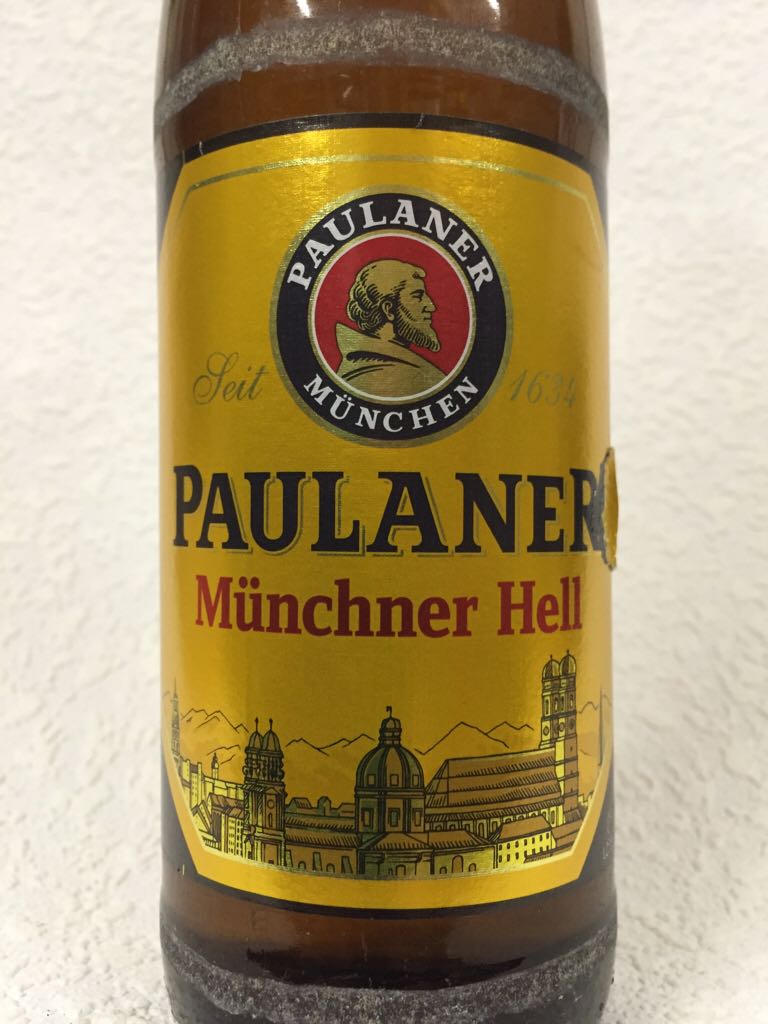 PAULANER
MÜNCHEN
Seit 1634
PAULANER
Münchner Hell